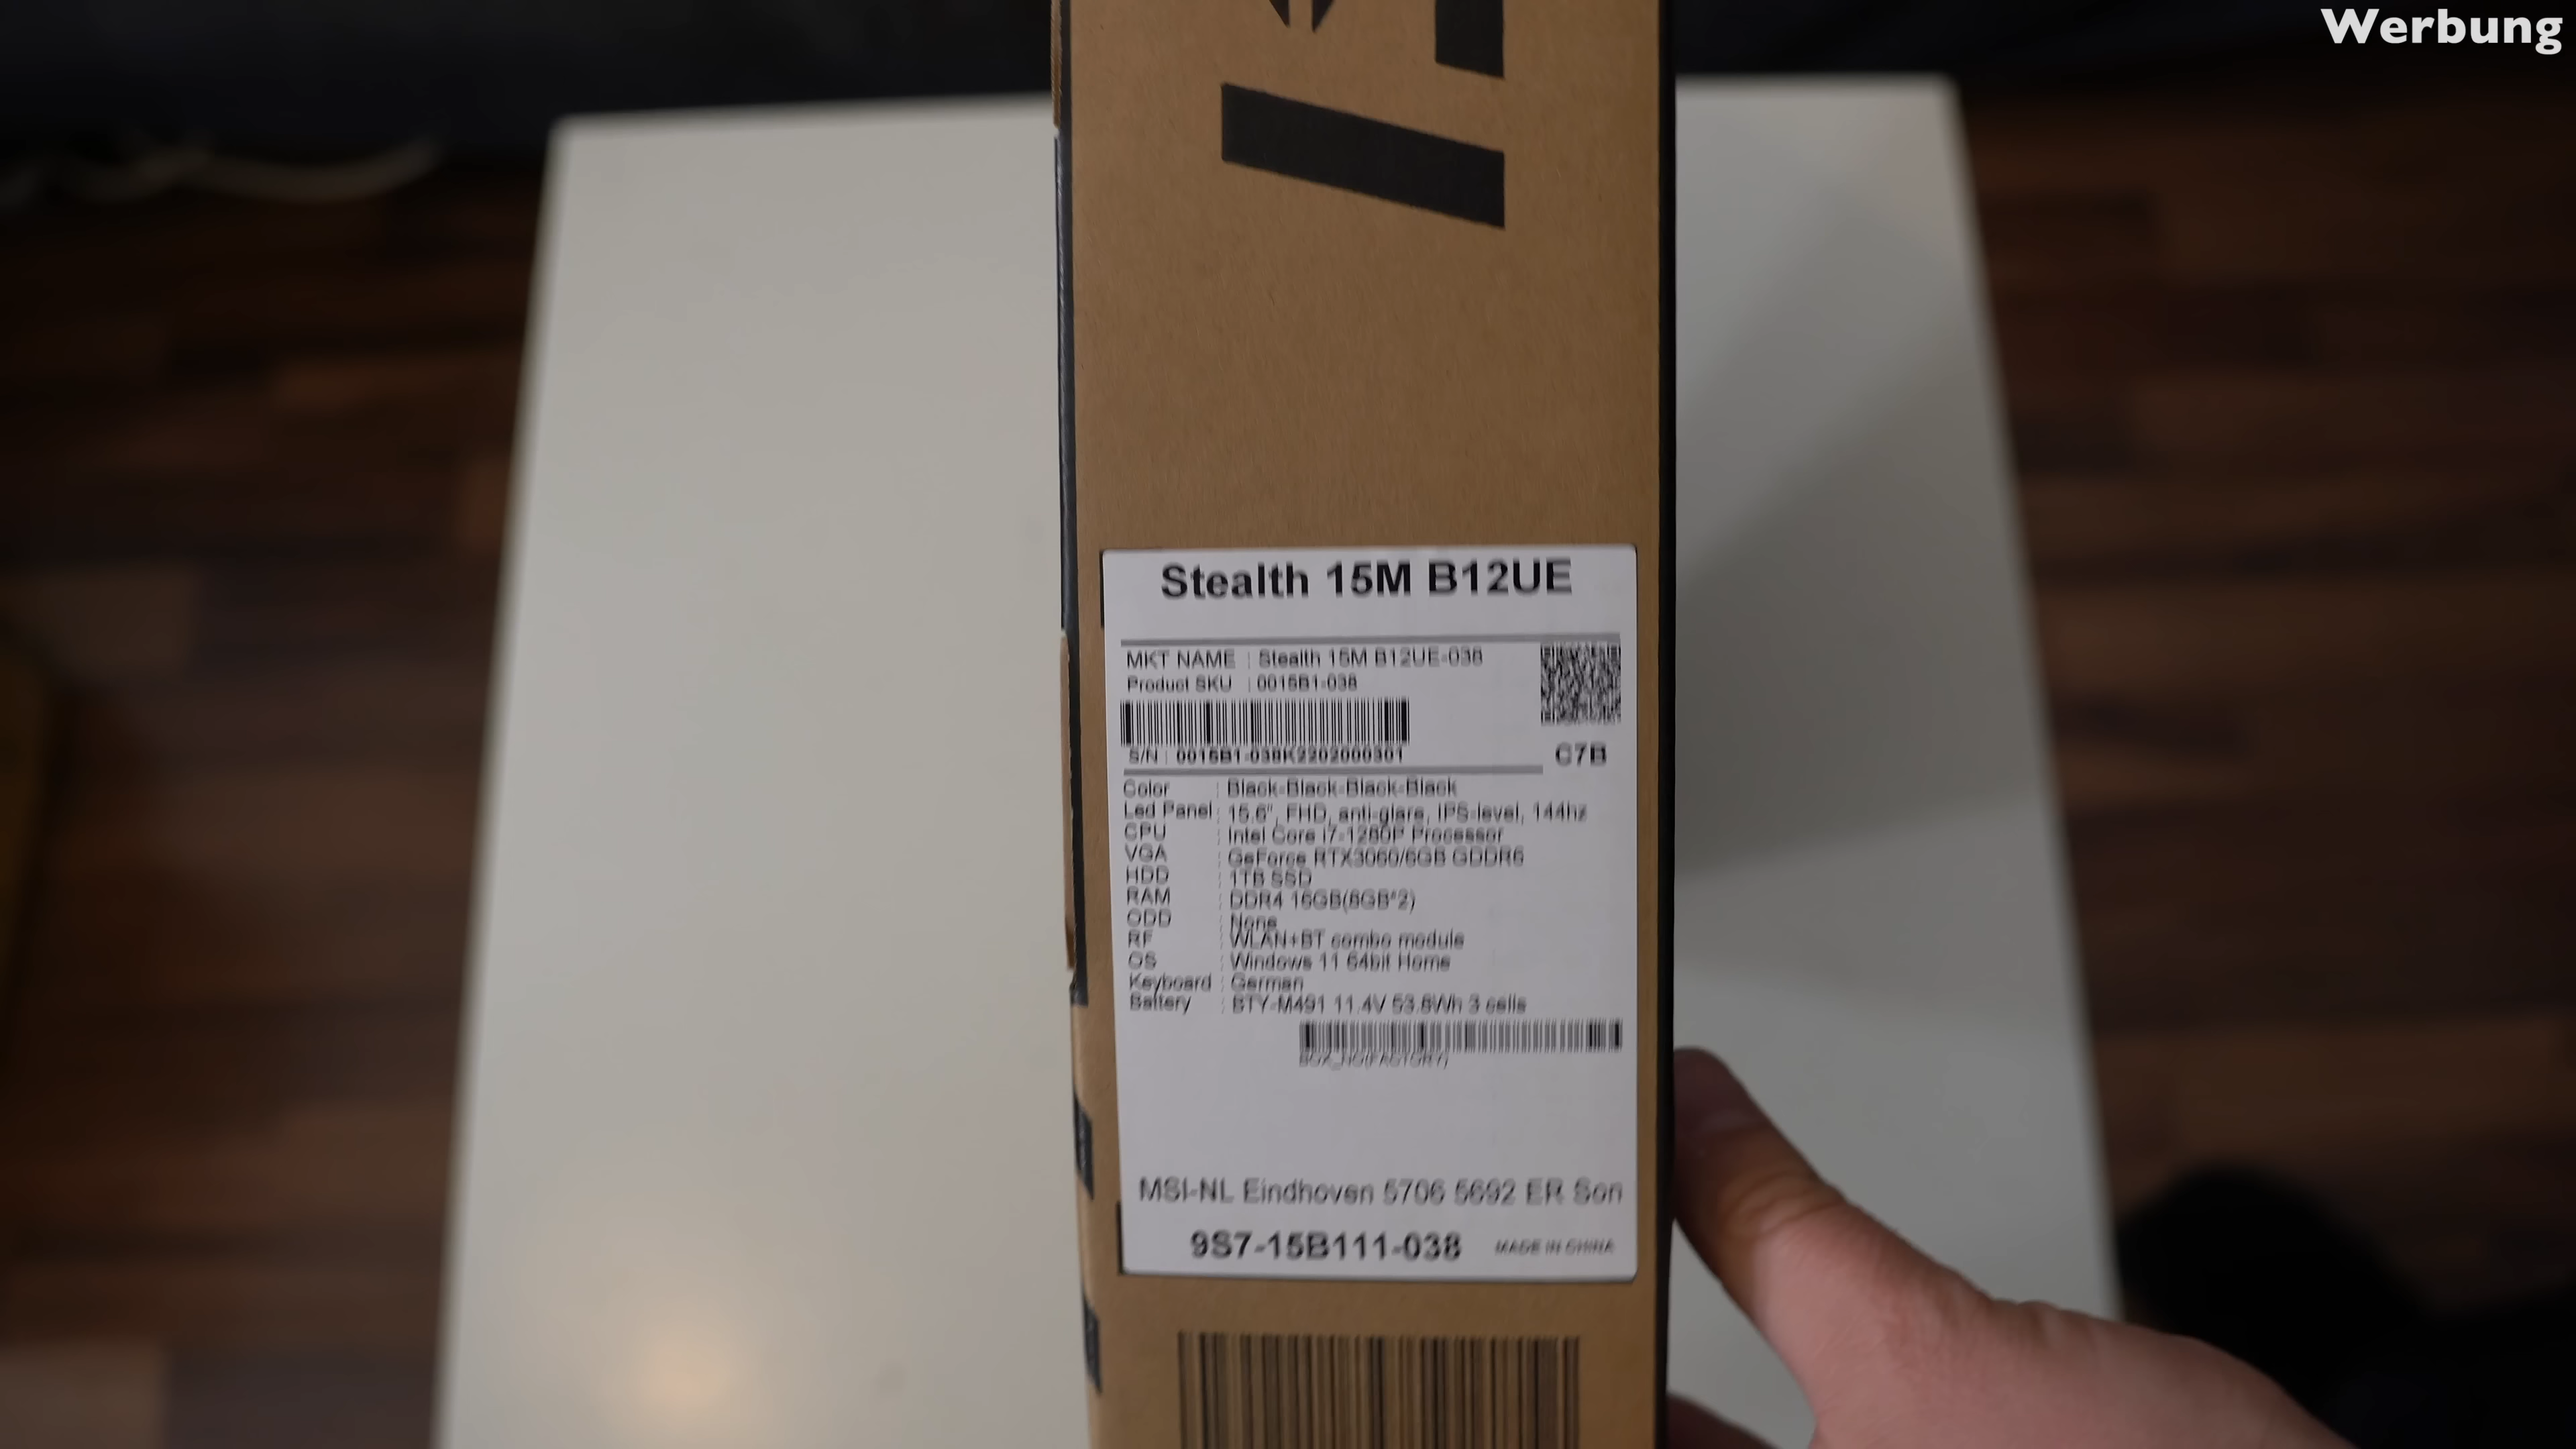 Werbung
Stealth 15M B12UE
MKT NAME : Stealth 15M B12UE-038
Product SKU : 0015B1-038
S/N : 0015B1-038K2202000301
C7B
Color : Black-Black-Black-Black
Led Panel : 15.6", FHD, anti-glare, IPS-level, 144hz
CPU : Intel Core i7-1280P Processor
VGA : GeForce RTX3060/6GB GDDR6
HDD : 1TB SSD
RAM : DDR4 16GB(8GB*2)
ODD : None
RF : WLAN+BT combo module
OS : Windows 11 64bit Home
Keyboard : German
Battery : BTY-M491 11.4V 53.8Wh 3 cells
BOX_NO(FACTORY)
MSI-NL Eindhoven 5706 5692 ER Son
9S7-15B111-038 MADE IN CHINA